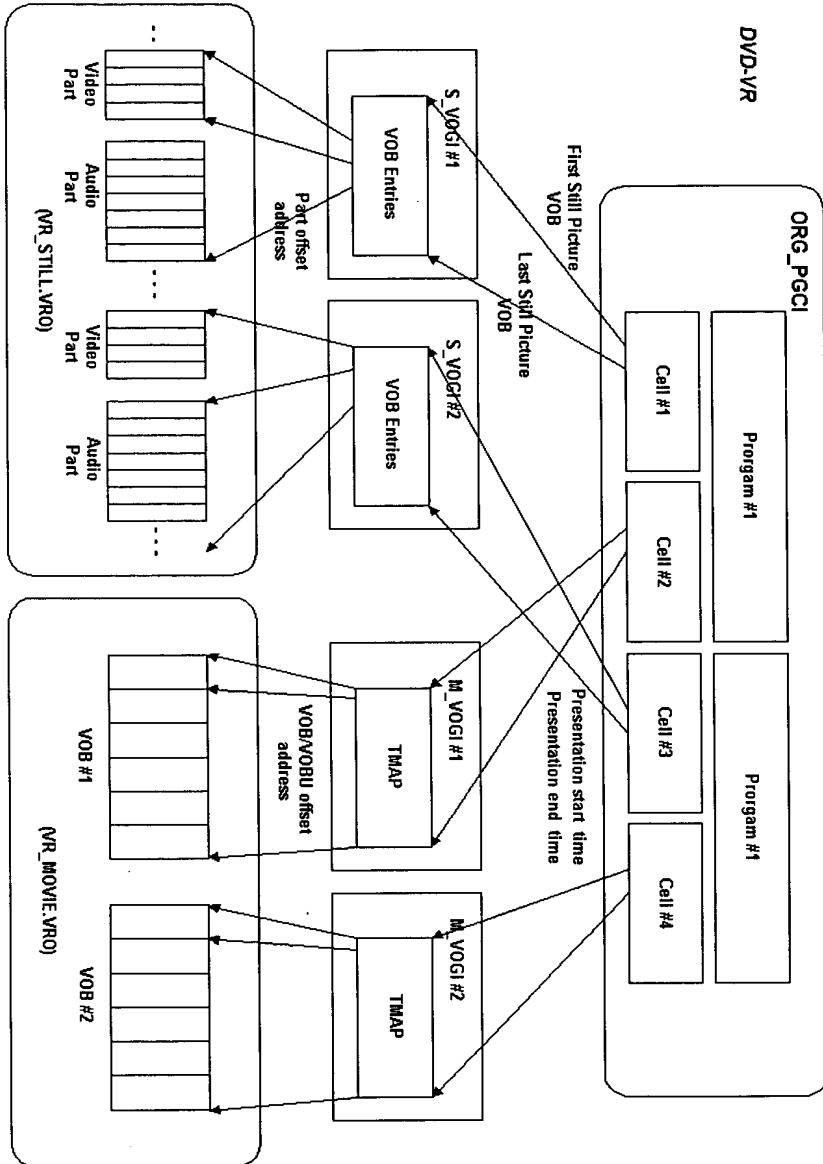 DVD-VR
ORG_PGCI
Prorgam #1
Prorgam #1
Cell #1
Cell #2
Cell #3
Cell #4
First Still Picture
VOB
Last Still Picture
VOB
Presentation start time
Presentation end time
S_VOGI #1
VOB Entries
S_VOGI #2
VOB Entries
M_VOGI #1
TMAP
M_VOGI #2
TMAP
Part offset
address
VOB/VOBU offset
address
...
Video
Part
Audio
Part
...
Video
Part
Audio
Part
...
(VR_STILL.VRO)
VOB #1
VOB #2
(VR_MOVIE.VRO)